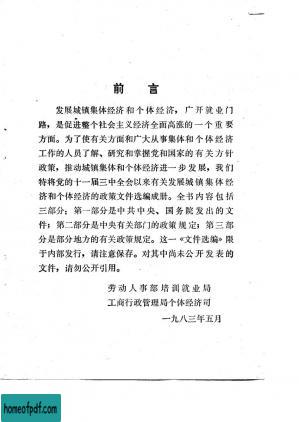 前言
发展城镇集体经济和个体经济，广开就业门
路，是促进整个社会主义经济全面高涨的一个重要
方面。为了使有关方面和广大从事集体经济和个体经济
工作的人员了解、研究和掌握党和国家的有关方针
政策，推动城镇集体和个体经济进一步发展，我们
特将党的十一届三中全会以来有关发展城镇集体经
济和个体经济的政策文件选编成册。全书内容包括
三部分：第一部分是中共中央、国务院发出的文
件；第二部分是中央有关部门的政策规定；第三部
分是部分地方的有关政策规定。这一《文件选编》限
于内部发行，请注意保存。对其中尚未公开发表的
文件，请勿公开引用。
劳动人事部培训就业局
工商行政管理局个体经济司
一九八三年五月
homeofpdf.com
homeofpdf.com